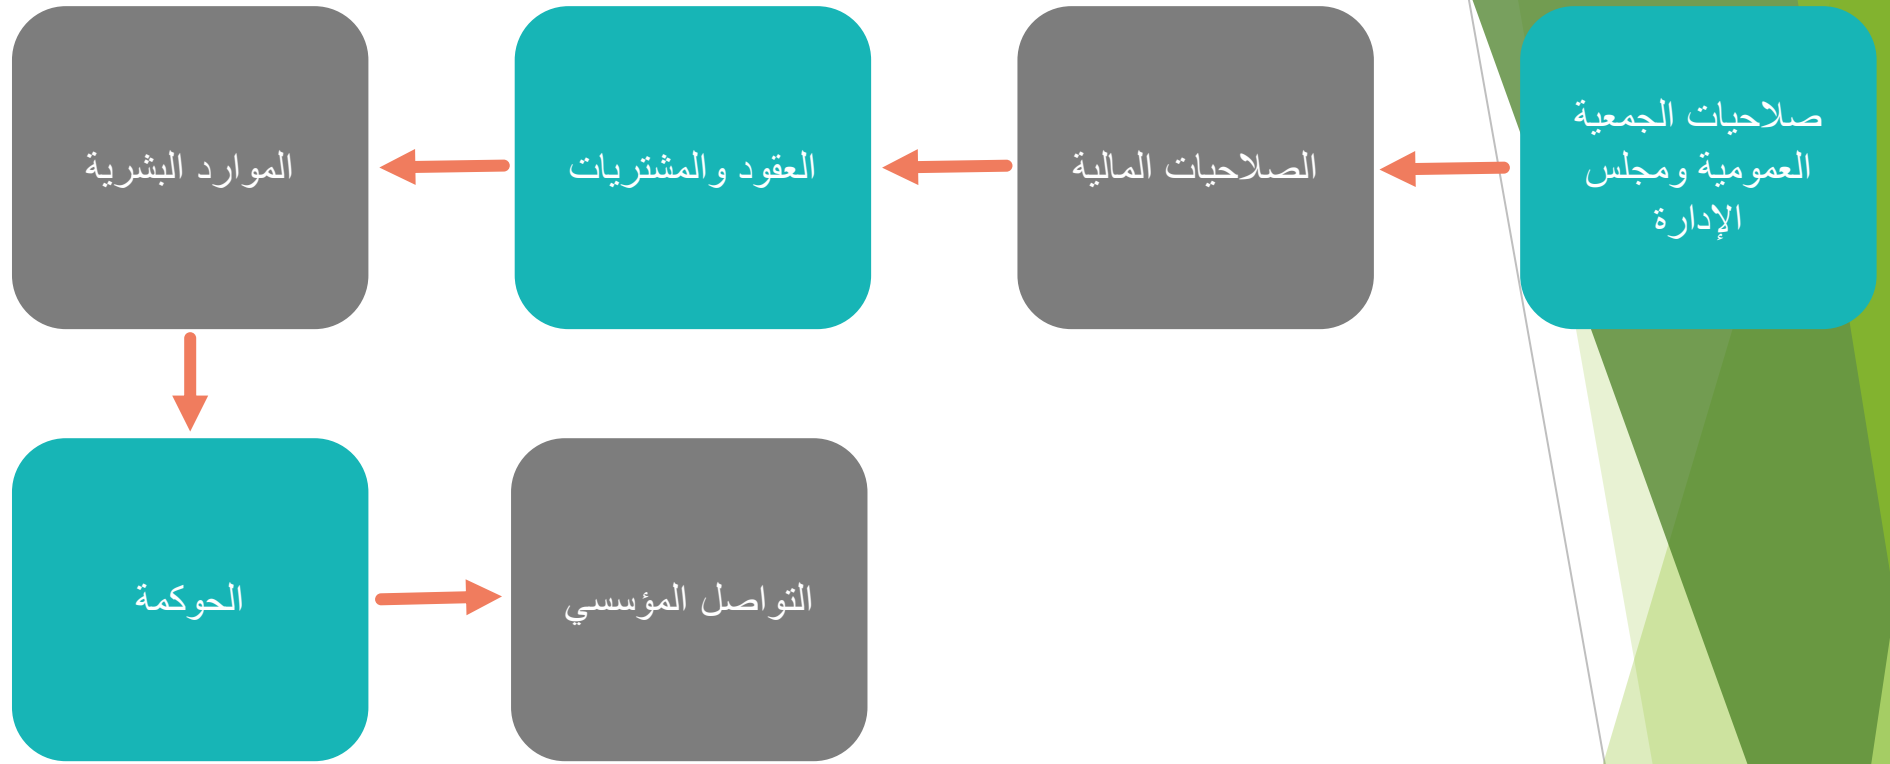 صلاحيات الجمعية
العمومية ومجلس
الإدارة
الصلاحيات المالية
العقود والمشتريات
الموارد البشرية
الحوكمة
التواصل المؤسسي